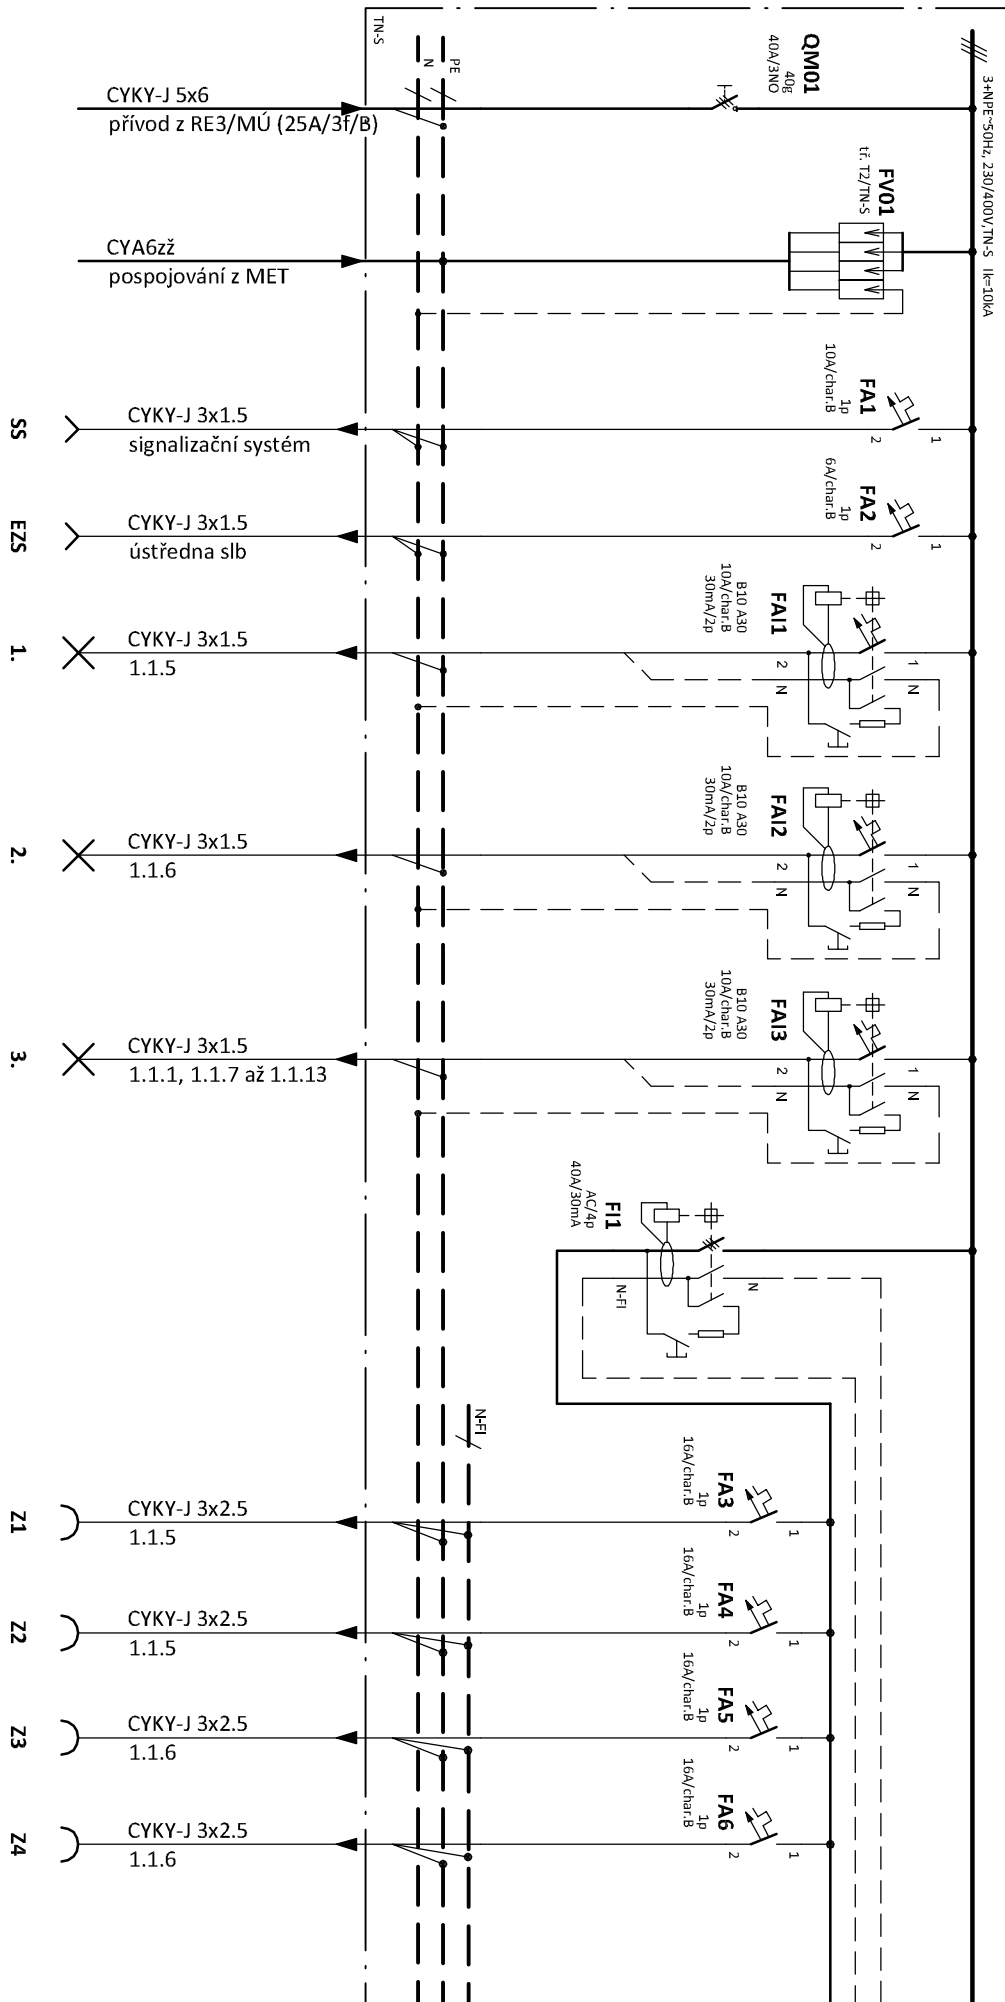 TN-S
PE
N
3+NPE~50Hz, 230/400V,TN-S Ik=10kA
QM01
40g
40A/3NO
CYKY-J 5x6
přívod z RE3/MÚ (25A/3f/B)
FV01
tř. T2/TN-S
CYA6zž
pospojování z MET
FA1
1p
10A/char.B
1
2
SS
CYKY-J 3x1.5
signalizační systém
FA2
1p
6A/char.B
1
2
EZS
CYKY-J 3x1.5
ústředna slb
FAI1
B10 A30
10A/char.B
30mA/2p
1
N
2
N
1.
CYKY-J 3x1.5
1.1.5
FAI2
B10 A30
10A/char.B
30mA/2p
1
N
2
N
2.
CYKY-J 3x1.5
1.1.6
FAI3
B10 A30
10A/char.B
30mA/2p
1
N
2
N
3.
CYKY-J 3x1.5
1.1.1, 1.1.7 až 1.1.13
FI1
AC/4p
40A/30mA
N
N-FI
N-FI
FA3
1p
16A/char.B
1
2
Z1
CYKY-J 3x2.5
1.1.5
FA4
1p
16A/char.B
1
2
Z2
CYKY-J 3x2.5
1.1.5
FA5
1p
16A/char.B
1
2
Z3
CYKY-J 3x2.5
1.1.6
FA6
1p
16A/char.B
1
2
Z4
CYKY-J 3x2.5
1.1.6